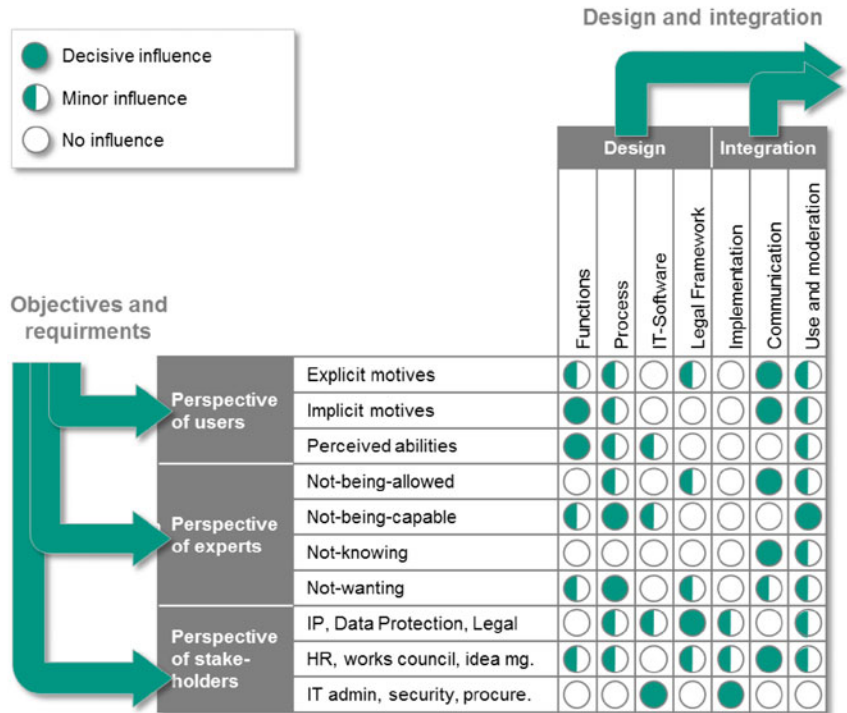 Design and integration
Decisive influence
Minor influence
No influence
Design
Integration
Functions
Process
IT-Software
Legal Framework
Implementation
Communication
Use and moderation
Objectives and
requirments
Perspective
of users
Explicit motives
Implicit motives
Perceived abilities
Perspective
of experts
Not-being-allowed
Not-being-capable
Not-knowing
Not-wanting
Perspective
of stake-
holders
IP, Data Protection, Legal
HR, works council, idea mg.
IT admin, security, procure.